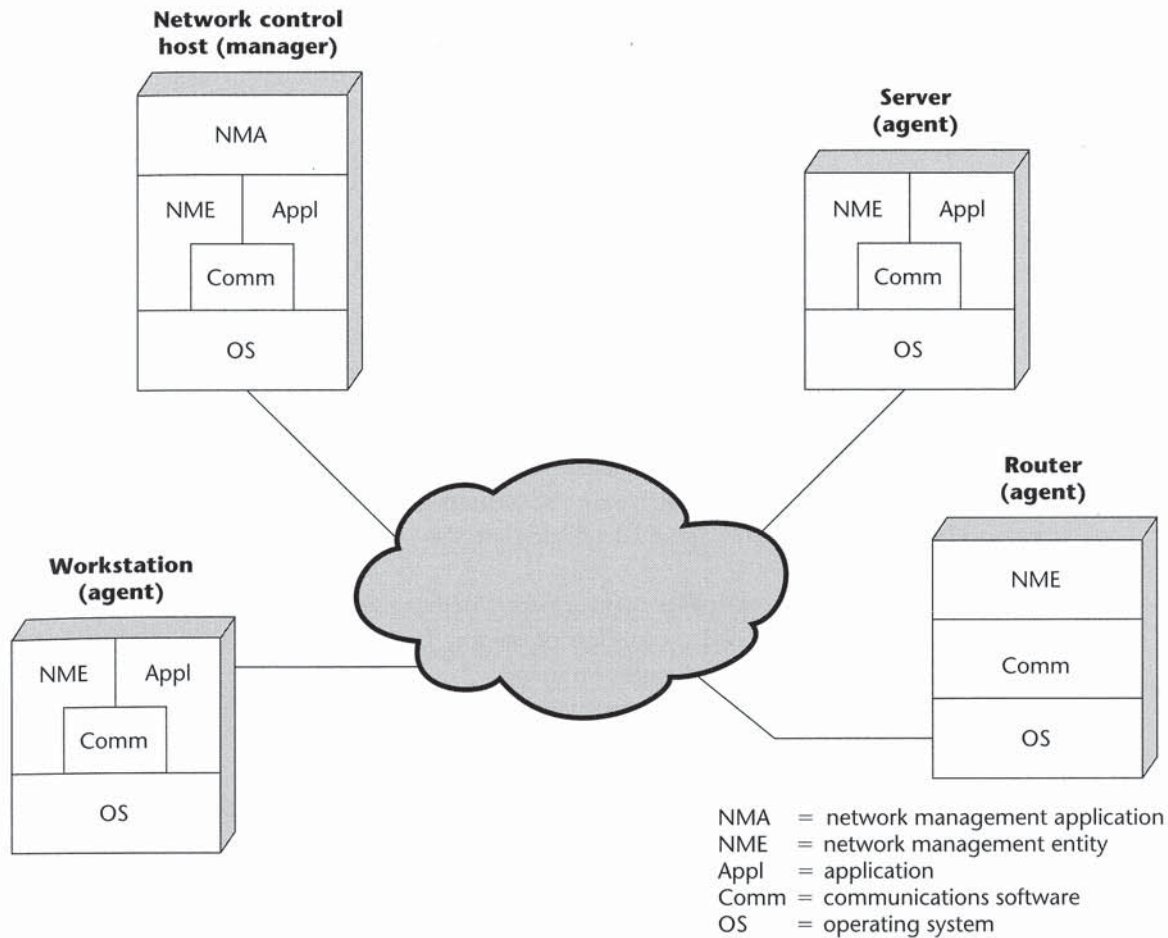 Network control
host (manager)
NMA
NME Appl
Comm
OS
Server
(agent)
NME Appl
Comm
OS
Workstation
(agent)
NME Appl
Comm
OS
Router
(agent)
NME
Comm
OS
NMA = network management application
NME = network management entity
Appl = application
Comm = communications software
OS = operating system